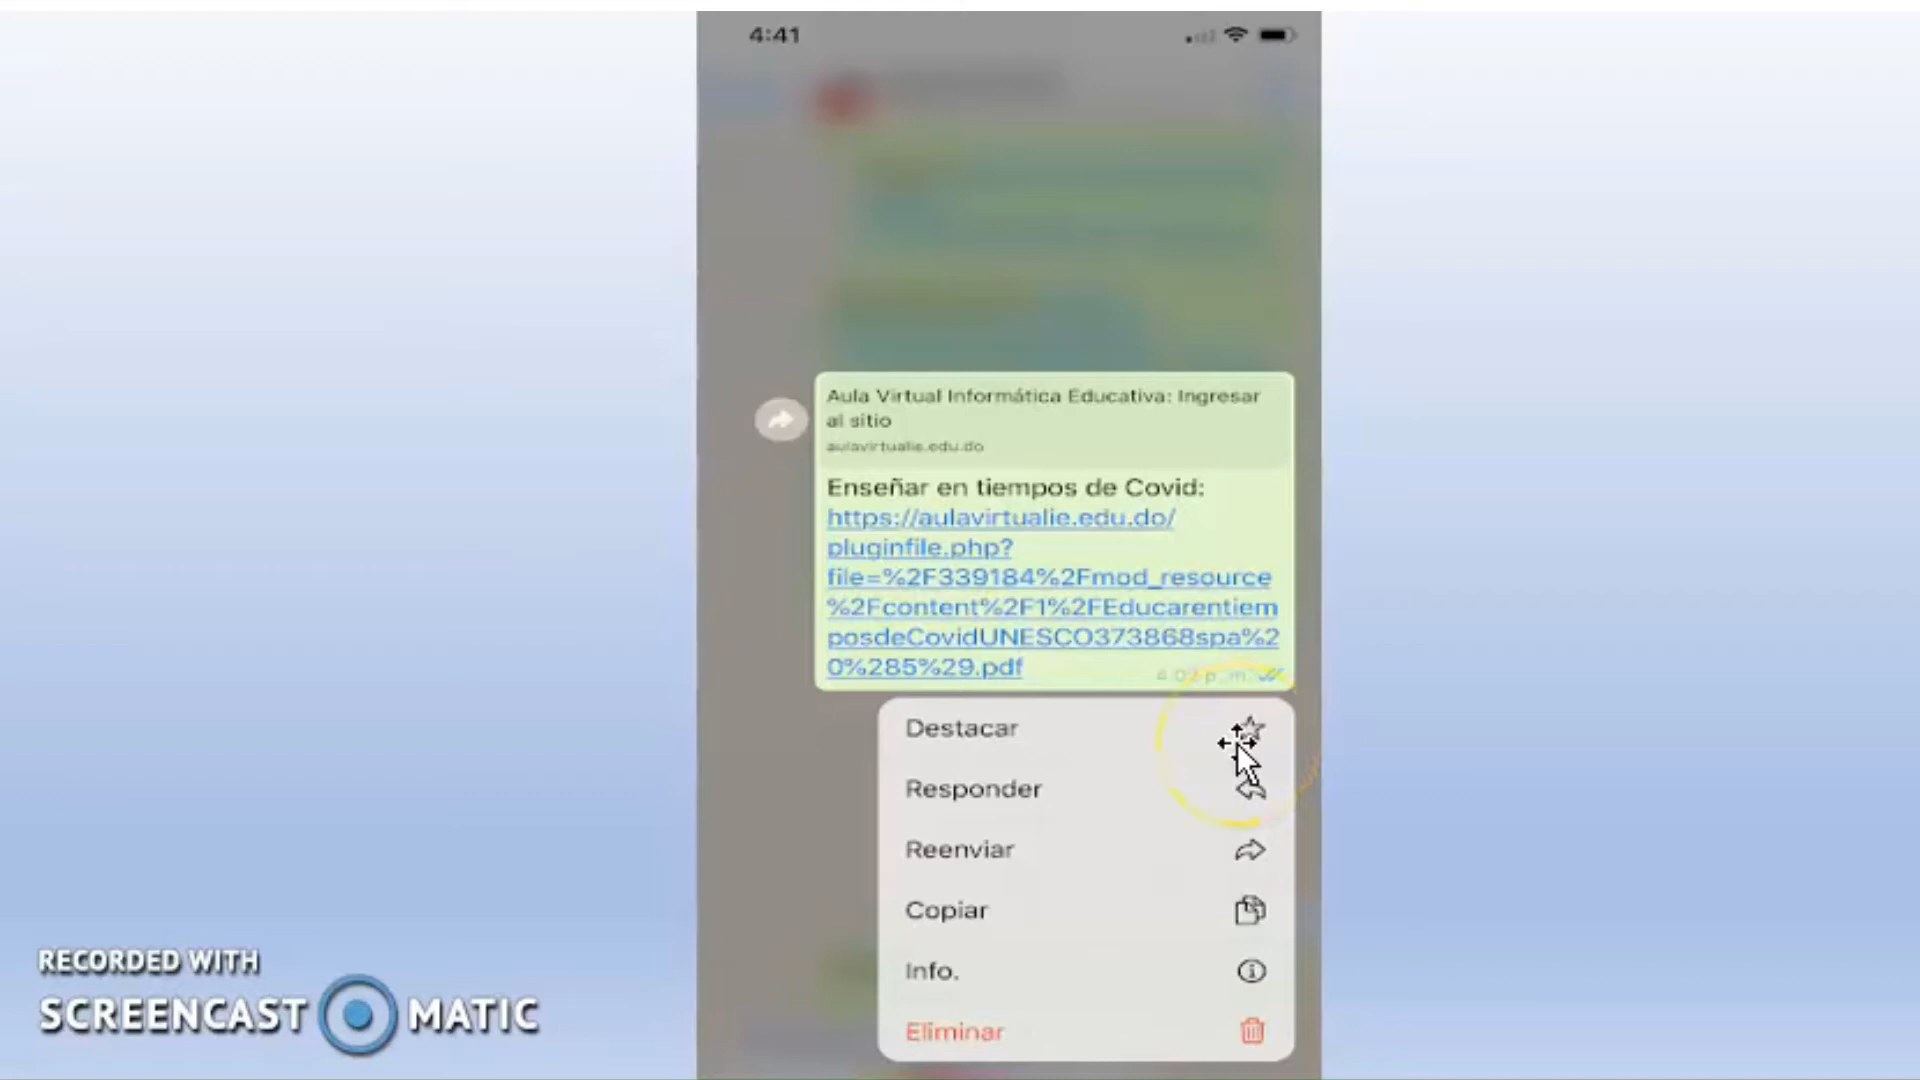 4:41
Aula Virtual Informática Educativa: Ingresar
al sitio
aulavirtualie.edu.do
Enseñar en tiempos de Covid:
https://aulavirtualie.edu.do/
pluginfile.php?
file=%2F339184%2Fmod_resource
%2Fcontent%2F1%2FEducarentiem
posdeCovidUNESCO373868spa%2
0%285%29.pdf
Destacar
Responder
Reenviar
Copiar
Info.
Eliminar
RECORDED WITH
SCREENCAST MATIC